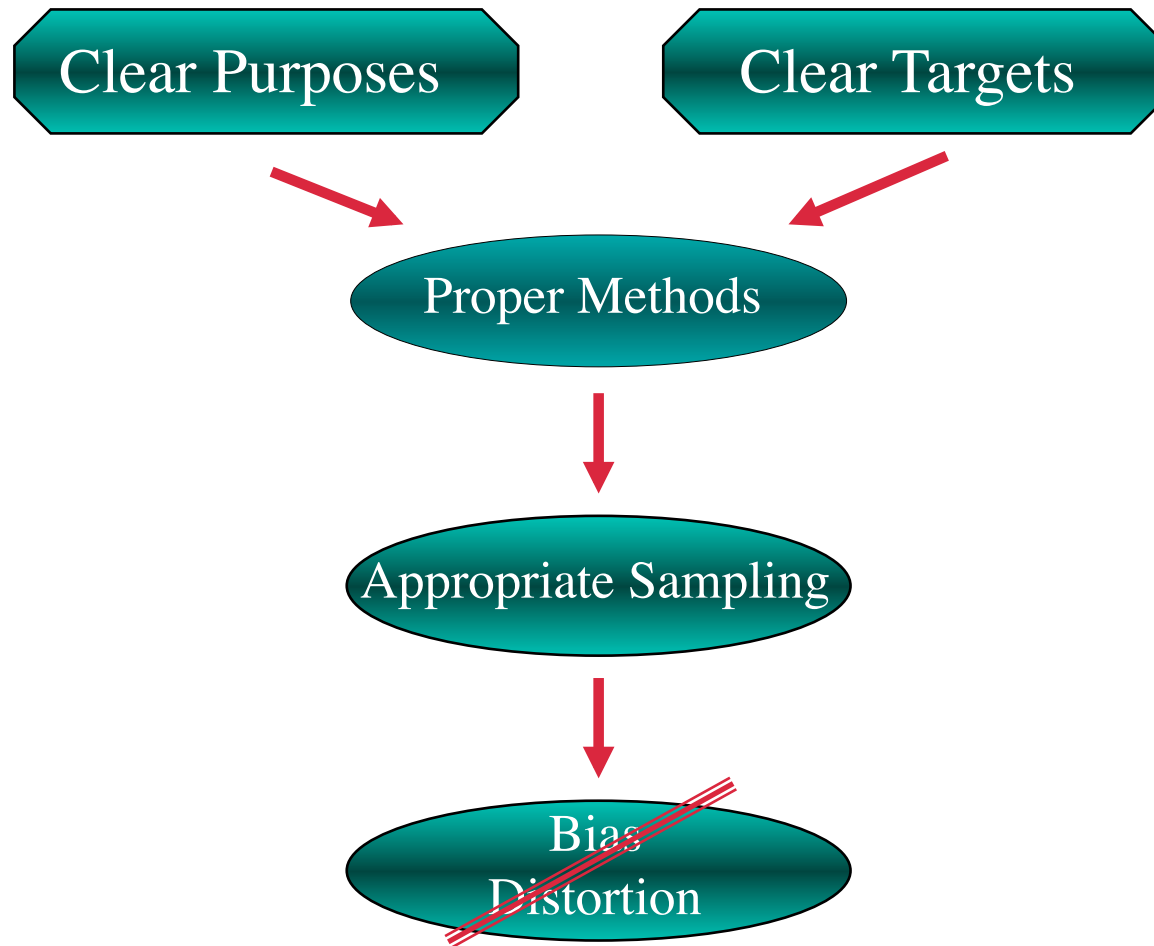 Clear Purposes
Clear Targets
Proper Methods
Appropriate Sampling
Bias
Distortion